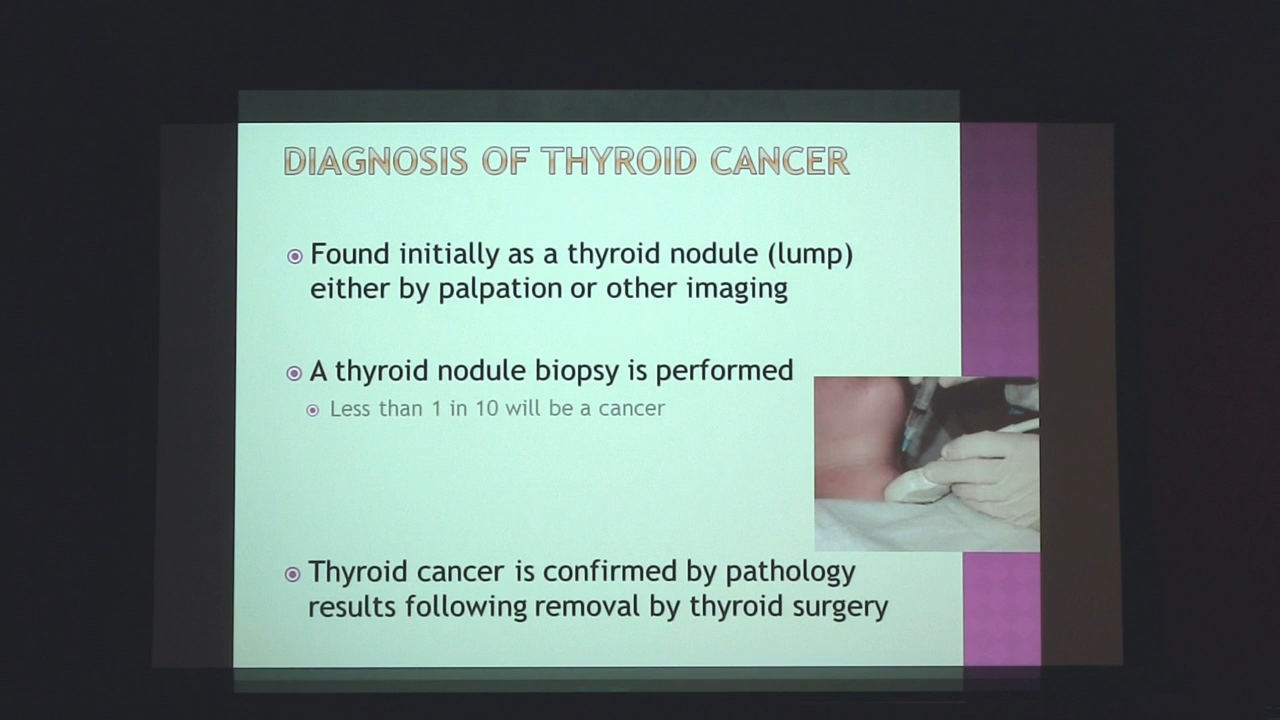 DIAGNOSIS OF THYROID CANCER
Found initially as a thyroid nodule (lump)
either by palpation or other imaging
A thyroid nodule biopsy is performed
Less than 1 in 10 will be a cancer
Thyroid cancer is confirmed by pathology
results following removal by thyroid surgery